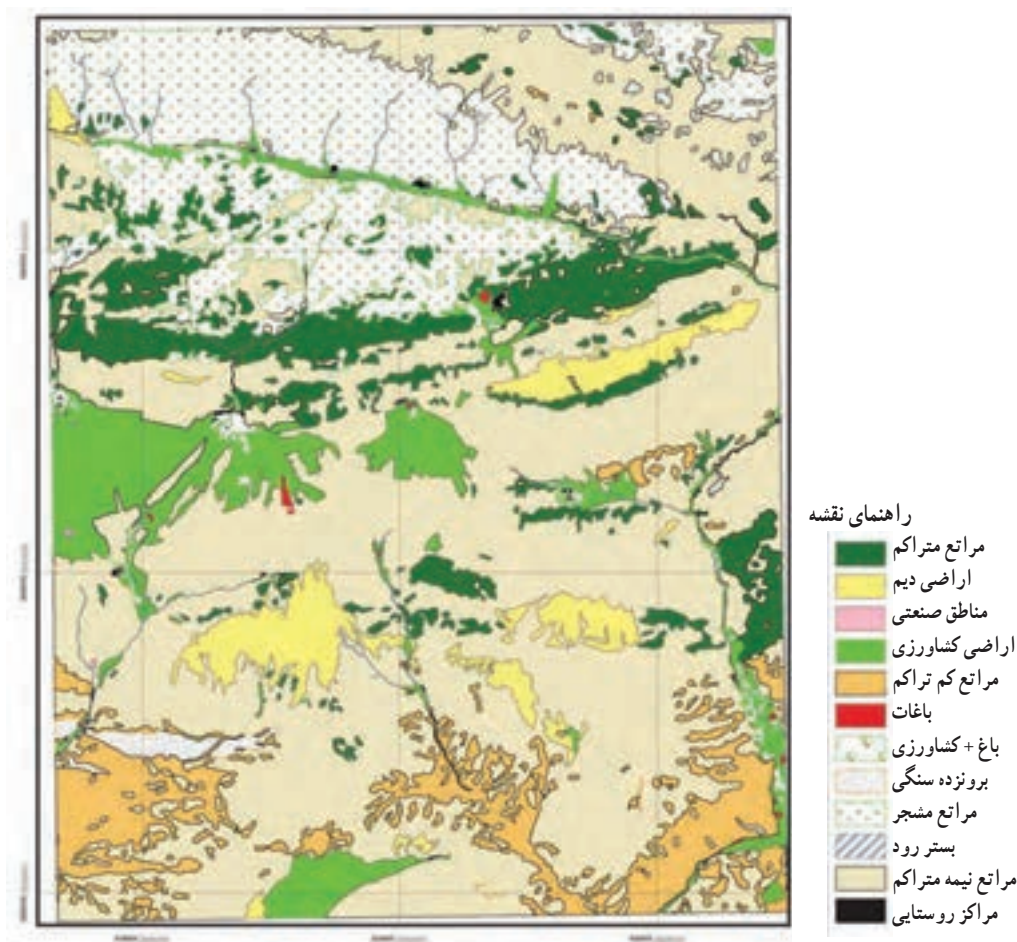 راهنمای نقشه
مراتع متراکم
اراضی دیم
مناطق صنعتی
اراضی کشاورزی
مراتع کم تراکم
باغات
باغ + کشاورزی
برونزده سنگی
مراتع مشجر
بستر رود
مراتع نیمه متراکم
مراکز روستایی